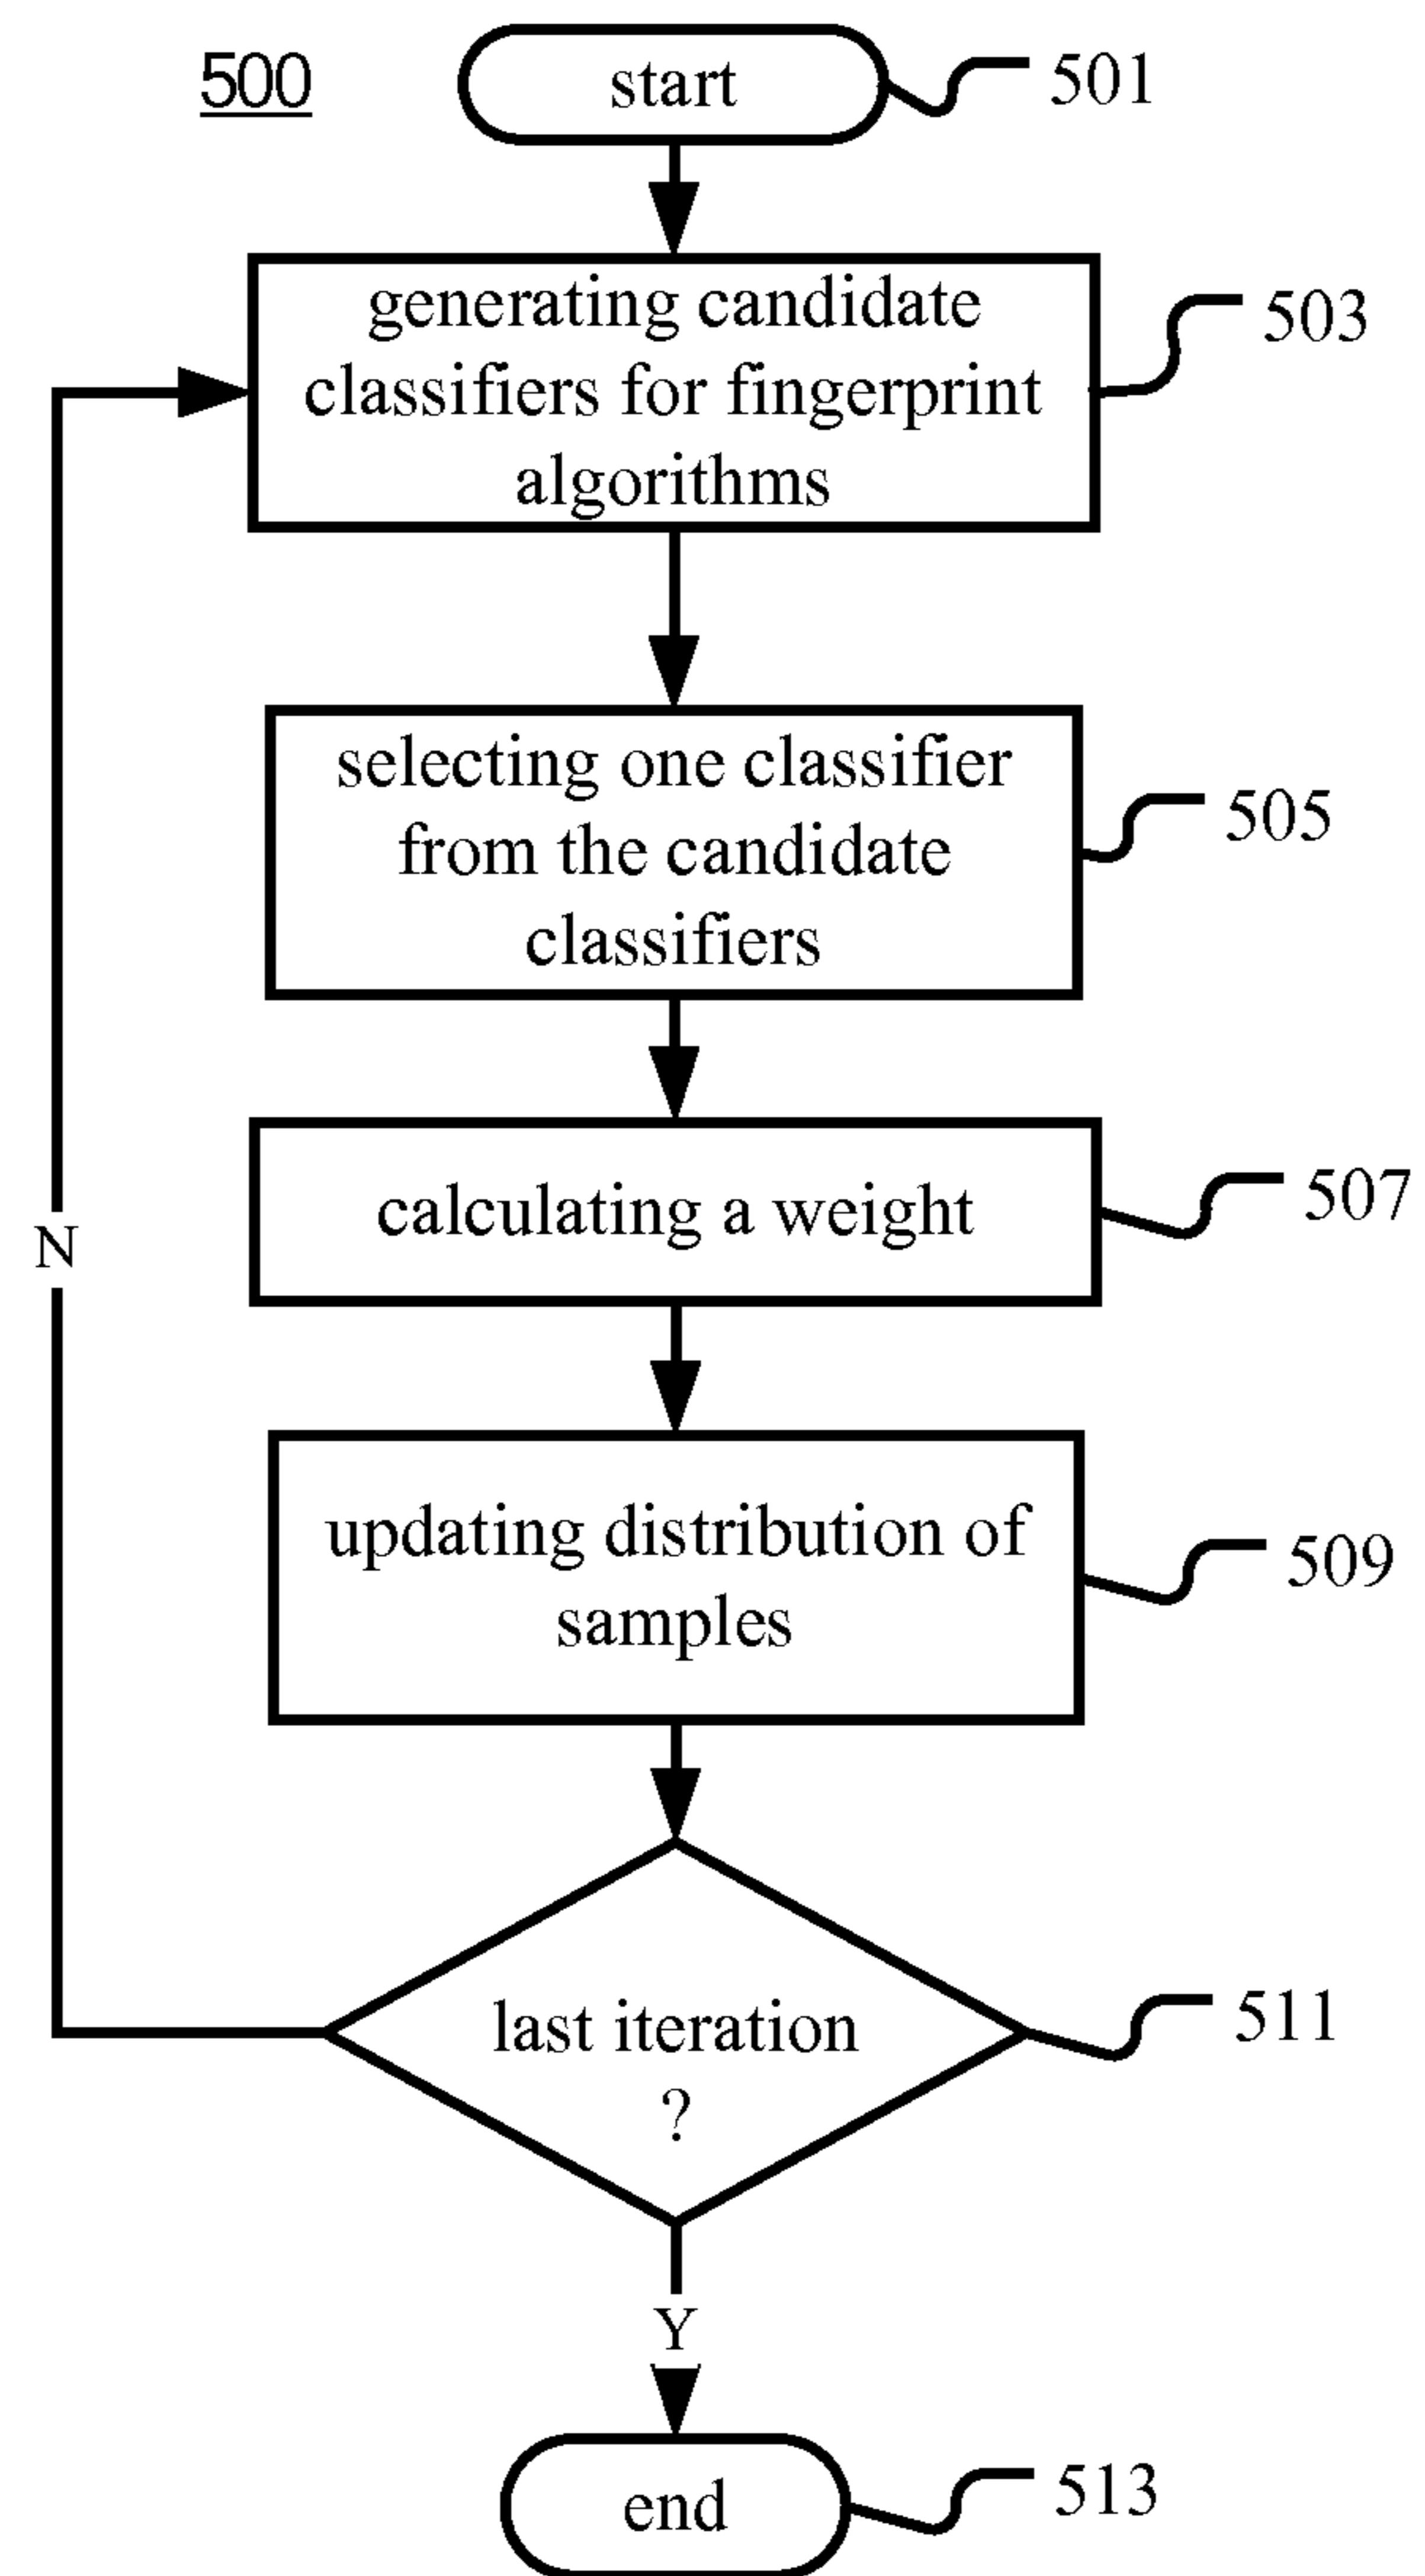 500
start
501
generating candidate
classifiers for fingerprint
algorithms
503
selecting one classifier
from the candidate
classifiers
505
calculating a weight
507
N
updating distribution of
samples
509
last iteration
?
511
Y
end
513